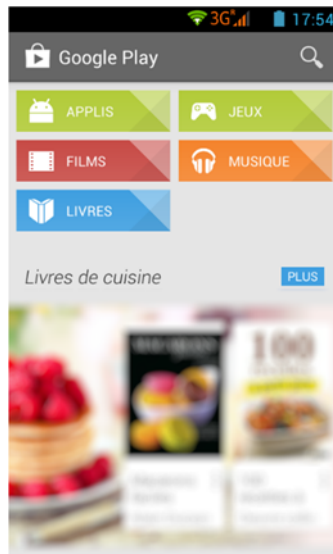 3G 17:54
Google Play
APPLIS JEUX
FILMS MUSIQUE
LIVRES
Livres de cuisine PLUS
100